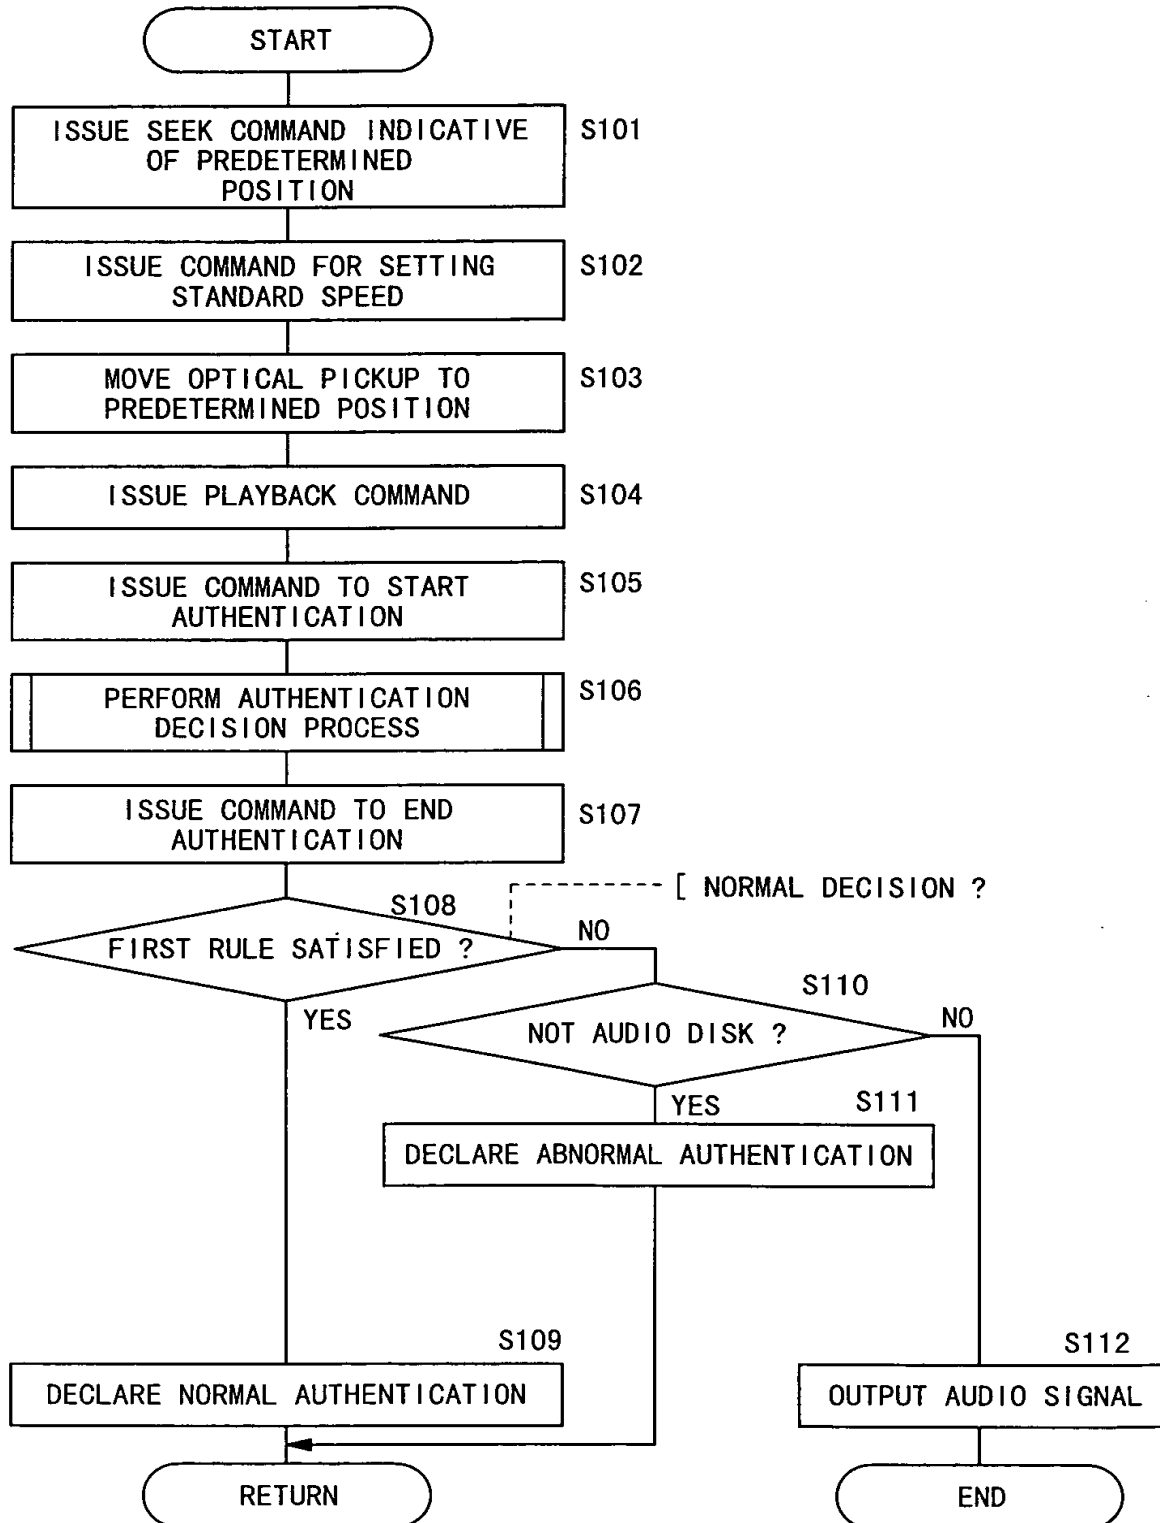 START
ISSUE SEEK COMMAND INDICATIVE
OF PREDETERMINED
POSITION
S101
ISSUE COMMAND FOR SETTING
STANDARD SPEED
S102
MOVE OPTICAL PICKUP TO
PREDETERMINED POSITION
S103
ISSUE PLAYBACK COMMAND
S104
ISSUE COMMAND TO START
AUTHENTICATION
S105
PERFORM AUTHENTICATION
DECISION PROCESS
S106
ISSUE COMMAND TO END
AUTHENTICATION
S107
[ NORMAL DECISION ?
S108
FIRST RULE SATISFIED ?
NO
YES
S110
NOT AUDIO DISK ?
NO
YES
S111
DECLARE ABNORMAL AUTHENTICATION
S109
DECLARE NORMAL AUTHENTICATION
S112
OUTPUT AUDIO SIGNAL
RETURN
END